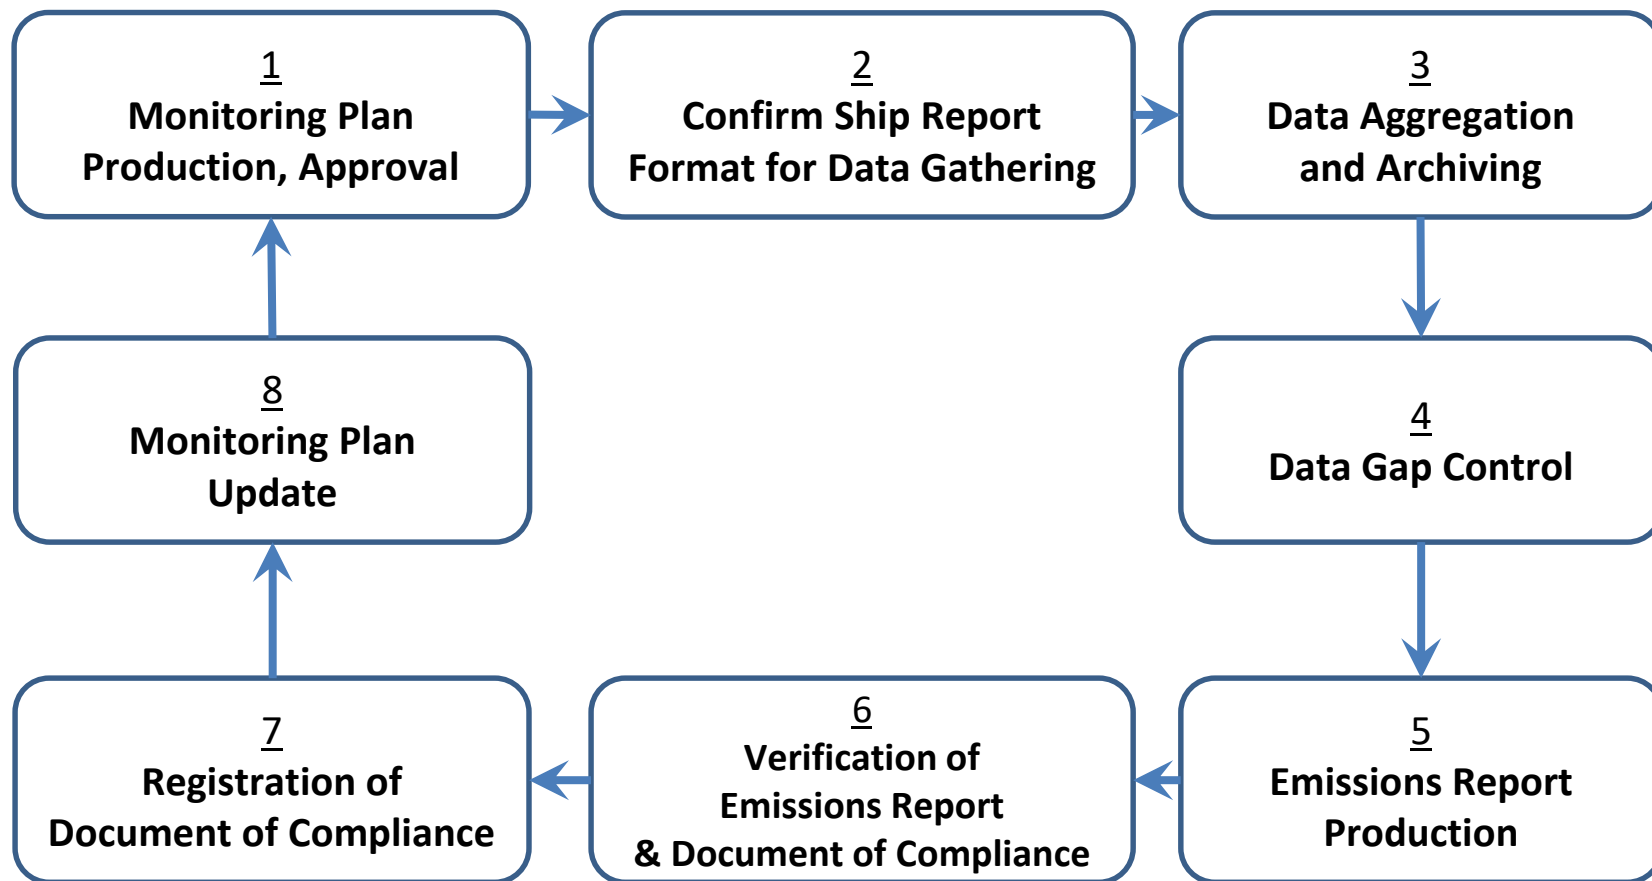 1
Monitoring Plan
Production, Approval
2
Confirm Ship Report
Format for Data Gathering
3
Data Aggregation
and Archiving
4
Data Gap Control
5
Emissions Report
Production
6
Verification of
Emissions Report
& Document of Compliance
7
Registration of
Document of Compliance
8
Monitoring Plan
Update